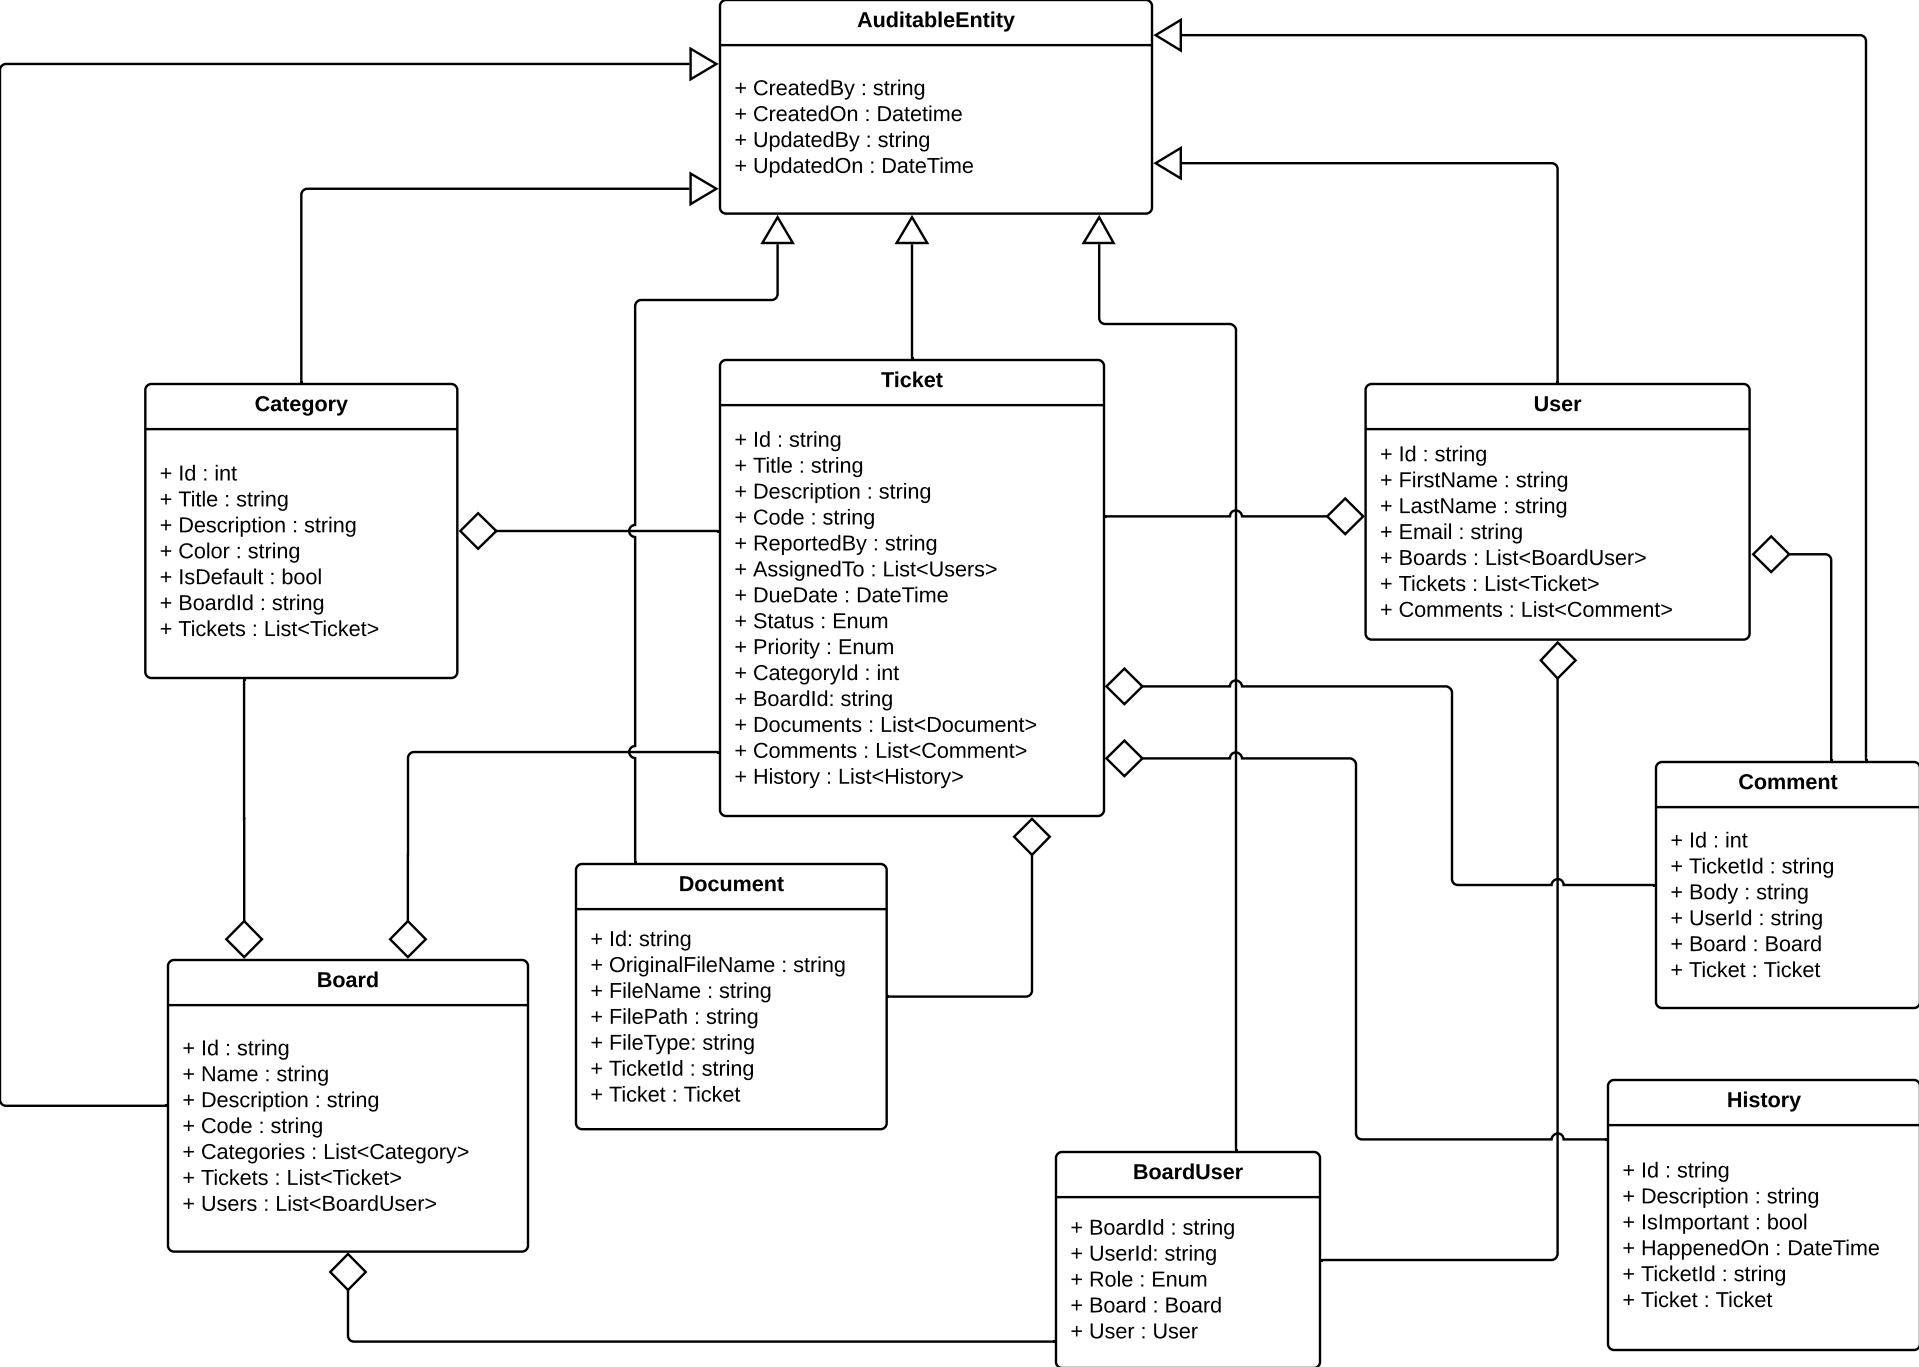 AuditableEntity
+ CreatedBy : string
+ CreatedOn : Datetime
+ UpdatedBy : string
+ UpdatedOn : DateTime
Category
+ Id : int
+ Title : string
+ Description : string
+ Color : string
+ IsDefault : bool
+ BoardId : string
+ Tickets : List<Ticket>
Ticket
+ Id : string
+ Title : string
+ Description : string
+ Code : string
+ ReportedBy : string
+ AssignedTo : List<Users>
+ DueDate : DateTime
+ Status : Enum
+ Priority : Enum
+ CategoryId : int
+ BoardId: string
+ Documents : List<Document>
+ Comments : List<Comment>
+ History : List<History>
User
+ Id : string
+ FirstName : string
+ LastName : string
+ Email : string
+ Boards : List<BoardUser>
+ Tickets : List<Ticket>
+ Comments : List<Comment>
Comment
+ Id : int
+ TicketId : string
+ Body : string
+ UserId : string
+ Board : Board
+ Ticket : Ticket
Document
+ Id: string
+ OriginalFileName : string
+ FileName : string
+ FilePath : string
+ FileType: string
+ TicketId : string
+ Ticket : Ticket
Board
+ Id : string
+ Name : string
+ Description : string
+ Code : string
+ Categories : List<Category>
+ Tickets : List<Ticket>
+ Users : List<BoardUser>
BoardUser
+ BoardId : string
+ UserId: string
+ Role : Enum
+ Board : Board
+ User : User
History
+ Id : string
+ Description : string
+ IsImportant : bool
+ HappenedOn : DateTime
+ TicketId : string
+ Ticket : Ticket